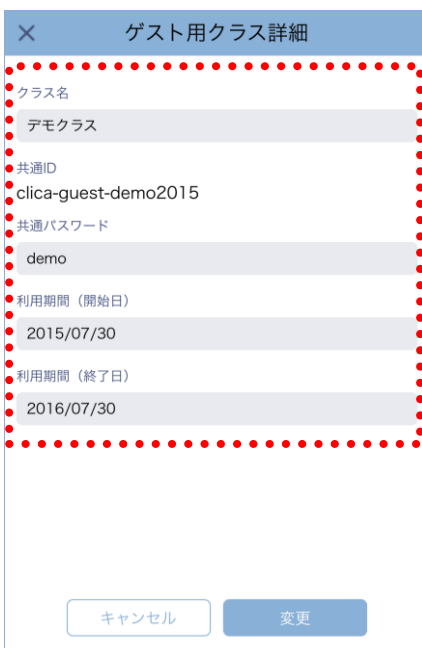 ゲスト用クラス詳細
クラス名
デモクラス
共通ID
clica-guest-demo2015
共通パスワード
demo
利用期間（開始日）
2015/07/30
利用期間（終了日）
2016/07/30
キャンセル
変更